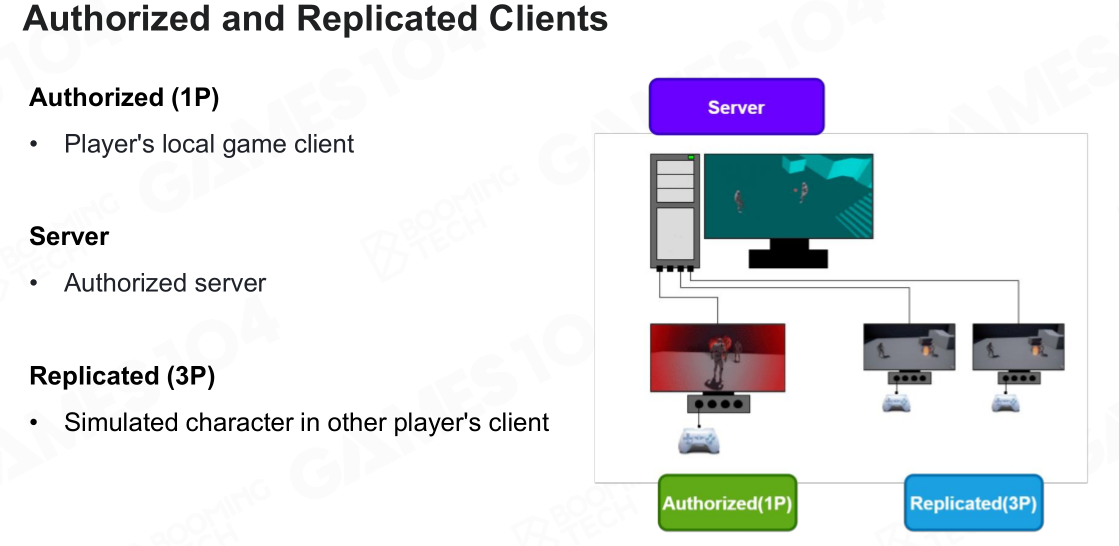 Authorized and Replicated Clients
Authorized (1P)
• Player's local game client
Server
• Authorized server
Replicated (3P)
• Simulated character in other player's client
Server
Authorized(1P)
Replicated(3P)
GAMES104
BOOMING
TECH